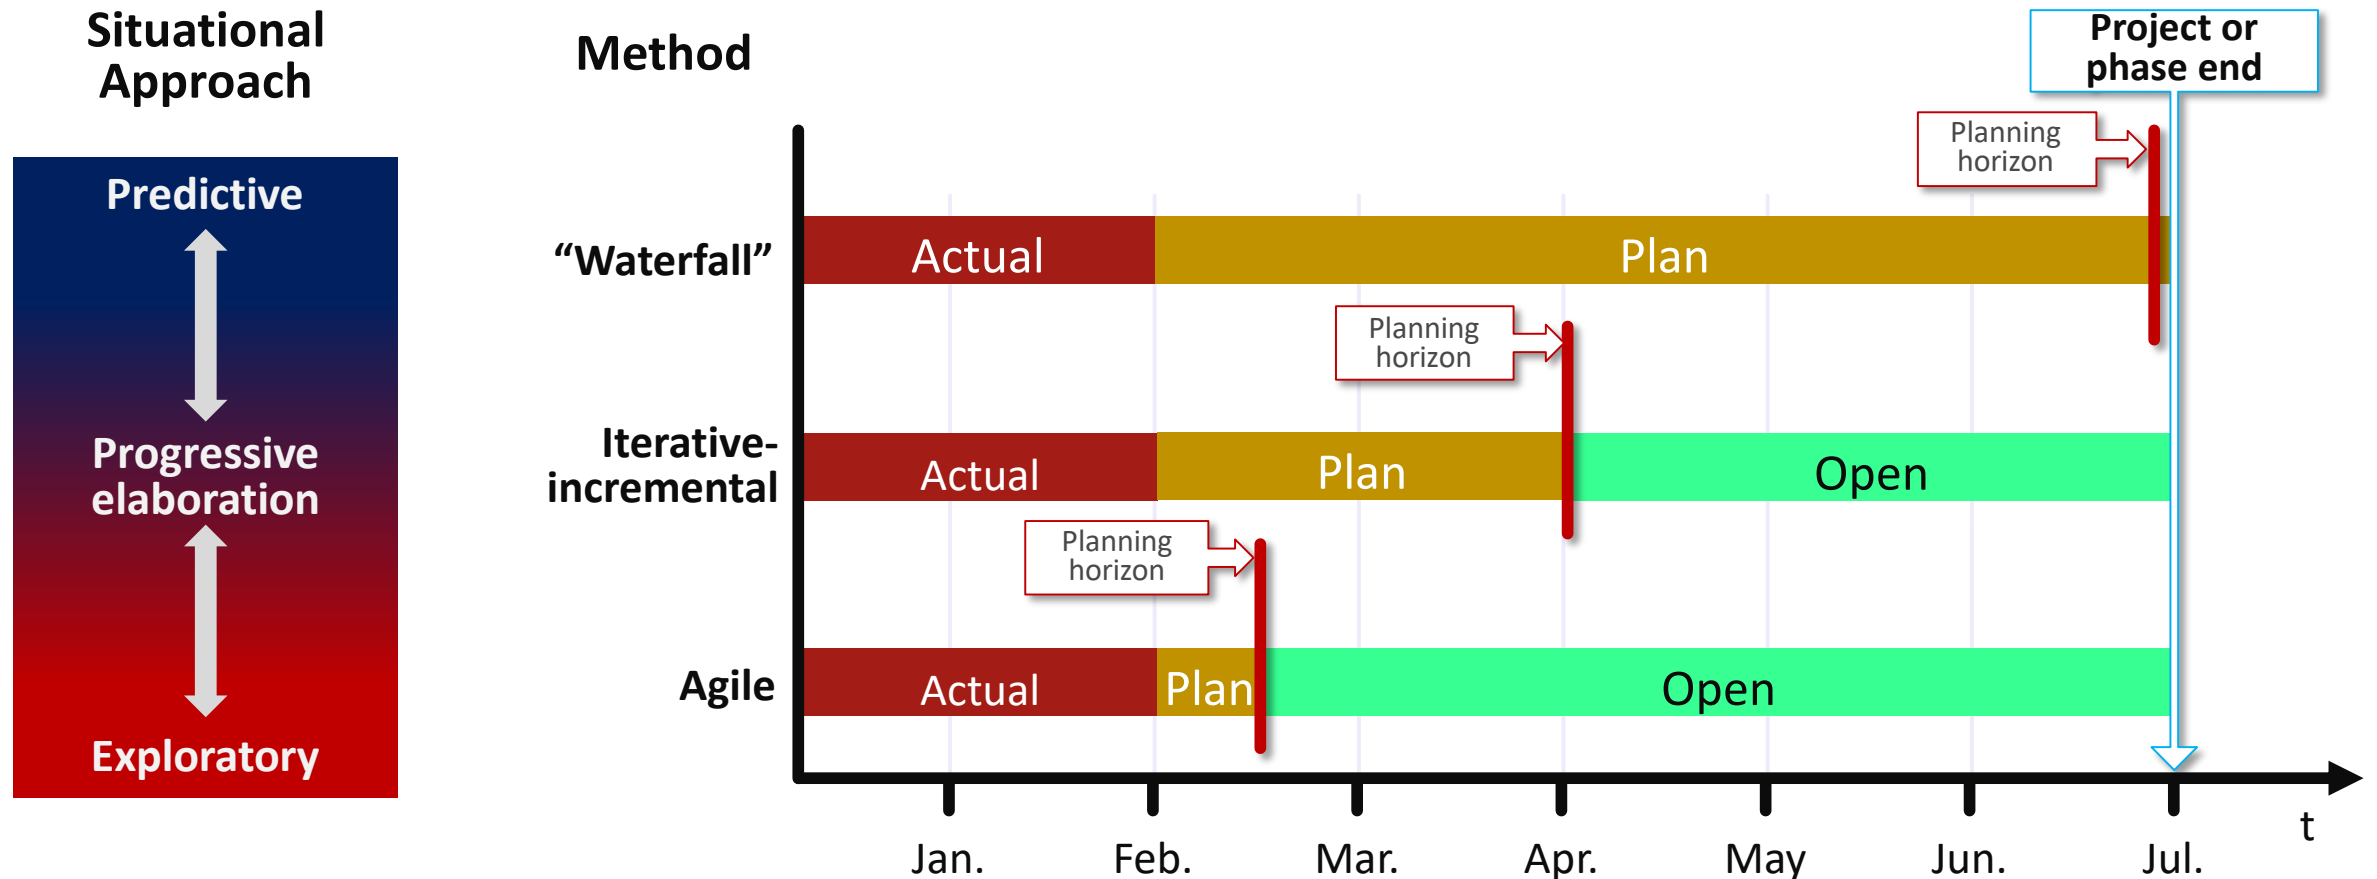 Situational
Approach
Predictive
Progressive
elaboration
Exploratory
Method
Project or
phase end
Planning
horizon
“Waterfall”
Actual
Plan
Planning
horizon
Iterative-
incremental
Actual
Plan
Open
Planning
horizon
Agile
Actual
Plan
Open
t
Jan.
Feb.
Mar.
Apr.
May
Jun.
Jul.